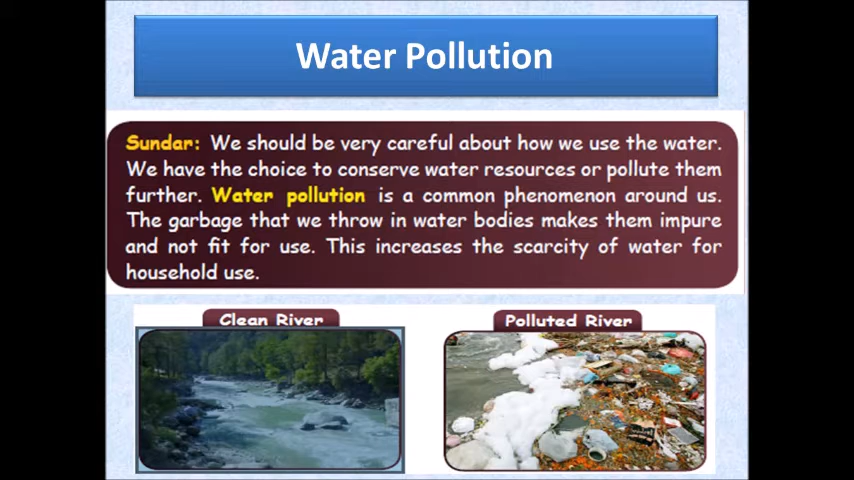 Water Pollution
Sundar: We should be very careful about how we use the water.
We have the choice to conserve water resources or pollute them
further. Water pollution is a common phenomenon around us.
The garbage that we throw in water bodies makes them impure
and not fit for use. This increases the scarcity of water for
household use.
Clean River
Polluted River